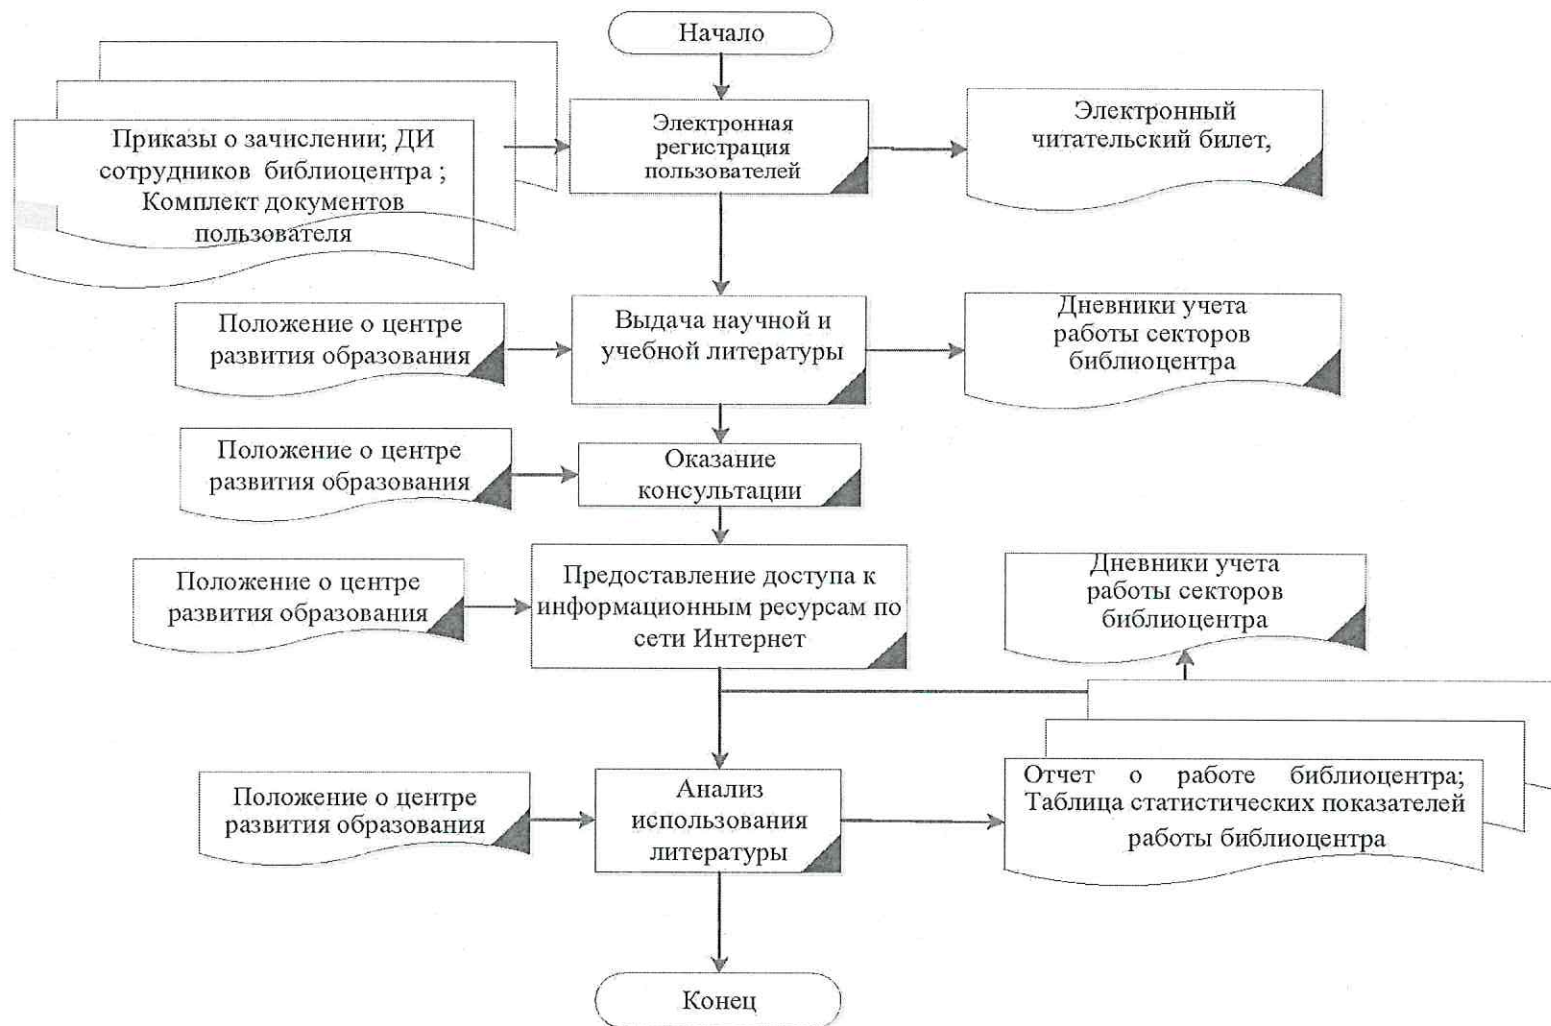 Начало
Приказы о зачислении; ДИ
сотрудников библиоцентра ;
Комплект документов
пользователя
Электронная
регистрация
пользователей
Электронный
читательский билет,
Положение о центре
развития образования
Выдача научной и
учебной литературы
Дневники учета
работы секторов
библиоцентра
Положение о центре
развития образования
Оказание
консультации
Положение о центре
развития образования
Предоставление доступа к
информационным ресурсам по
сети Интернет
Дневники учета
работы секторов
библиоцентра
Положение о центре
развития образования
Анализ
использования
литературы
Отчет о работе библиоцентра;
Таблица статистических показателей
работы библиоцентра
Конец